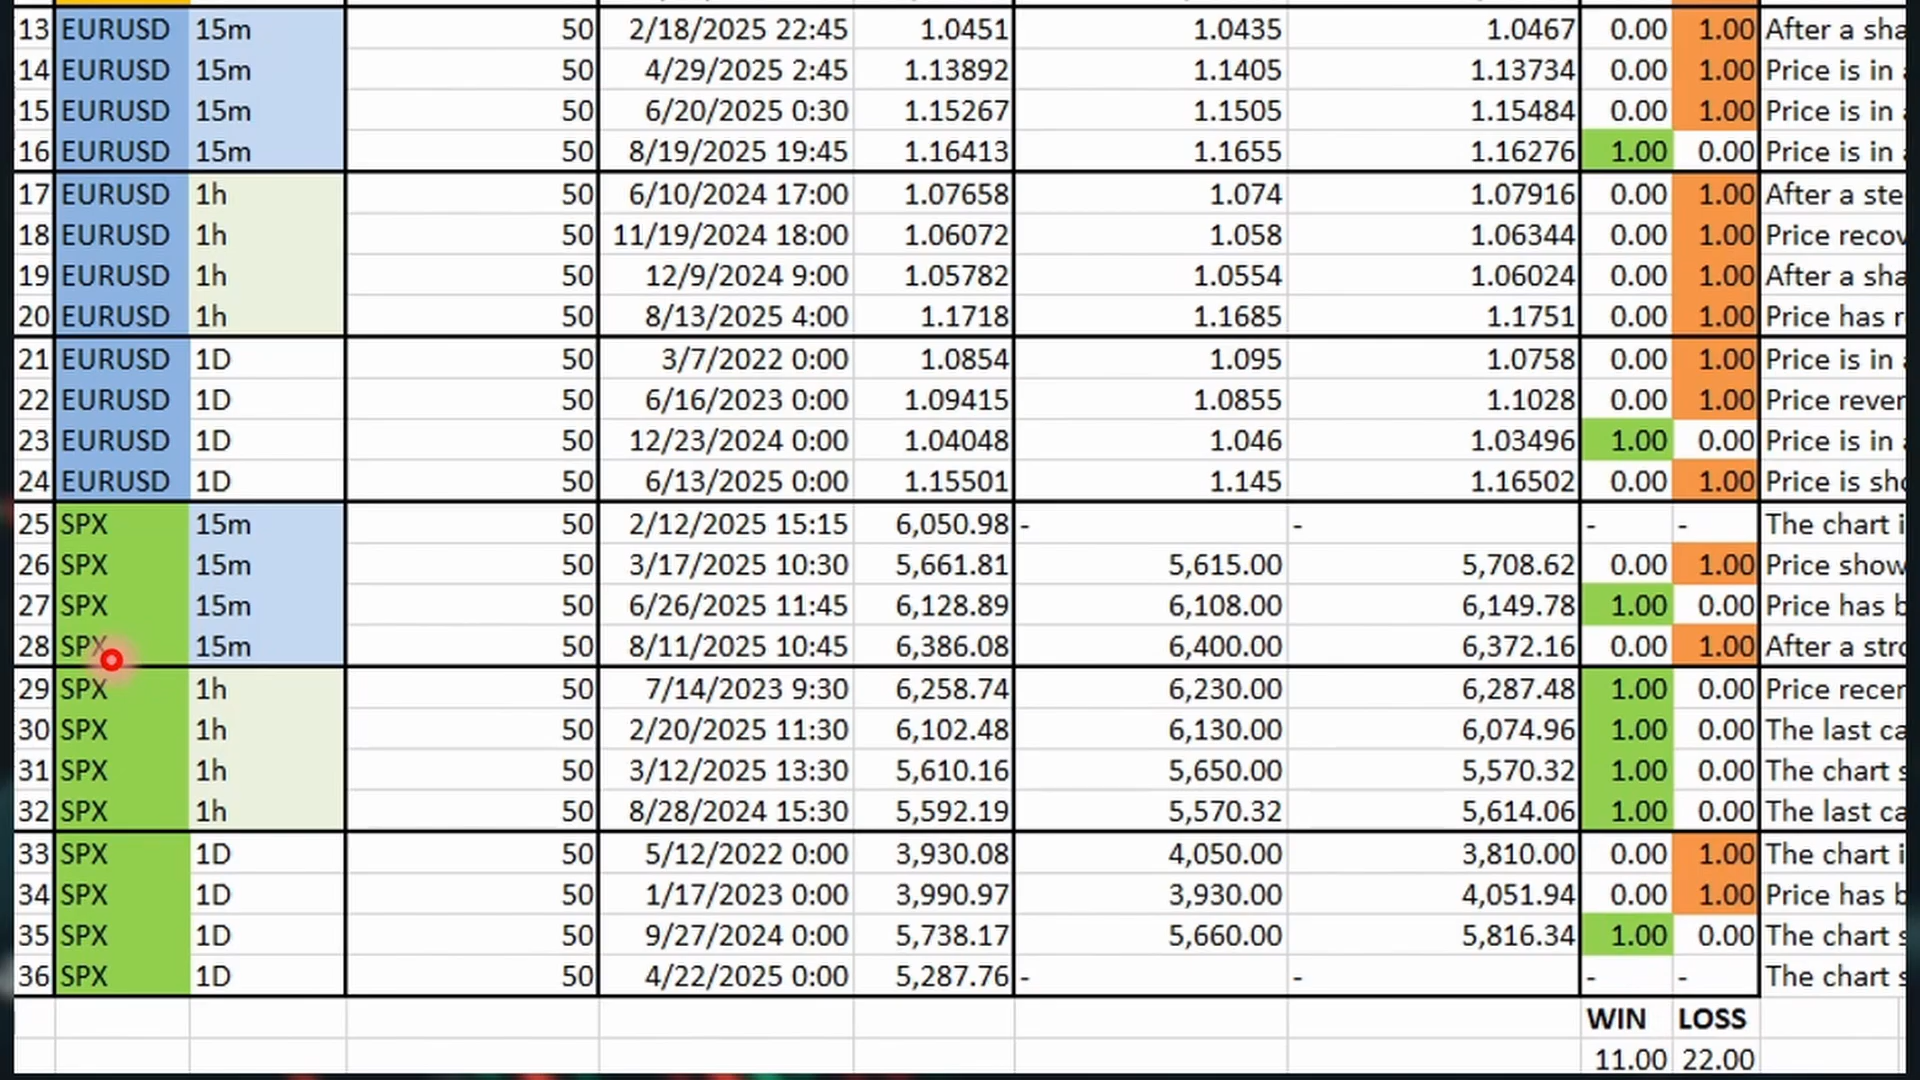 13 EURUSD 15m 50 2/18/2025 22:45 1.0451 1.0435 1.0467 0.00 1.00 After a sha
14 EURUSD 15m 50 4/29/2025 2:45 1.13892 1.1405 1.13734 0.00 1.00 Price is in
15 EURUSD 15m 50 6/20/2025 0:30 1.15267 1.1505 1.15484 0.00 1.00 Price is in
16 EURUSD 15m 50 8/19/2025 19:45 1.16413 1.1655 1.16276 1.00 0.00 Price is in
17 EURUSD 1h 50 6/10/2024 17:00 1.07658 1.074 1.07916 0.00 1.00 After a ste
18 EURUSD 1h 50 11/19/2024 18:00 1.06072 1.058 1.06344 0.00 1.00 Price recov
19 EURUSD 1h 50 12/9/2024 9:00 1.05782 1.0554 1.06024 0.00 1.00 After a sha
20 EURUSD 1h 50 8/13/2025 4:00 1.1718 1.1685 1.1751 0.00 1.00 Price has r
21 EURUSD 1D 50 3/7/2022 0:00 1.0854 1.095 1.0758 0.00 1.00 Price is in
22 EURUSD 1D 50 6/16/2023 0:00 1.09415 1.0855 1.1028 0.00 1.00 Price rever
23 EURUSD 1D 50 12/23/2024 0:00 1.04048 1.046 1.03496 1.00 0.00 Price is in
24 EURUSD 1D 50 6/13/2025 0:00 1.15501 1.145 1.16502 0.00 1.00 Price is sho
25 SPX 15m 50 2/12/2025 15:15 6,050.98 - - - - The chart i
26 SPX 15m 50 3/17/2025 10:30 5,661.81 5,615.00 5,708.62 0.00 1.00 Price show
27 SPX 15m 50 6/26/2025 11:45 6,128.89 6,108.00 6,149.78 1.00 0.00 Price has b
28 SPX 15m 50 8/11/2025 10:45 6,386.08 6,400.00 6,372.16 0.00 1.00 After a stro
29 SPX 1h 50 7/14/2023 9:30 6,258.74 6,230.00 6,287.48 1.00 0.00 Price recen
30 SPX 1h 50 2/20/2025 11:30 6,102.48 6,130.00 6,074.96 1.00 0.00 The last ca
31 SPX 1h 50 3/12/2025 13:30 5,610.16 5,650.00 5,570.32 1.00 0.00 The chart s
32 SPX 1h 50 8/28/2024 15:30 5,592.19 5,570.32 5,614.06 1.00 0.00 The last ca
33 SPX 1D 50 5/12/2022 0:00 3,930.08 4,050.00 3,810.00 0.00 1.00 The chart i
34 SPX 1D 50 1/17/2023 0:00 3,990.97 3,930.00 4,051.94 0.00 1.00 Price has b
35 SPX 1D 50 9/27/2024 0:00 5,738.17 5,660.00 5,816.34 1.00 0.00 The chart s
36 SPX 1D 50 4/22/2025 0:00 5,287.76 - - - - The chart s
WIN LOSS
11.00 22.00